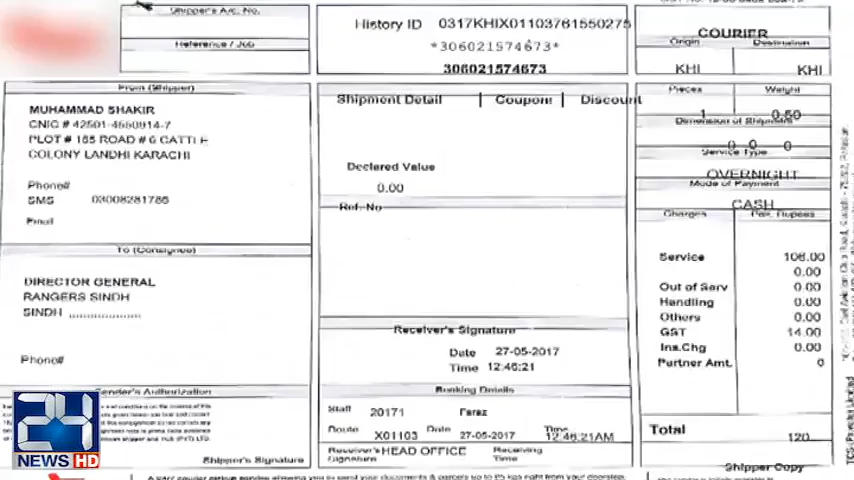 Shipper's A/c. No.
Reference / Job
History ID 0317KHIX01103761550275
*306021574673*
306021574673
COURIER
Origin Destination
KHI KHI
Pieces Weight
1 0.50
Dimension of Shipment
0 0 0
Service Type
OVERNIGHT
Mode of Payment
CASH
Charges Pak. Rupees
Service 106.00
0.00
Out of Serv 0.00
Handling 0.00
Others 0.00
GST 14.00
Ins.Chg 0.00
Partner Amt. 0
Total 120
Shipper Copy
From (Shipper)
MUHAMMAD SHAKIR
CNIC # 42501-4550914-7
PLOT # 185 ROAD # 6 CATTLE
COLONY LANDHI KARACHI
Phone#
SMS 03008281786
Email
To (Consignee)
DIRECTOR GENERAL
RANGERS SINDH
SINDH ...................
Phone#
Sender's Authorization
Shipper's Signature
Shipment Detail | Coupon: | Discount
Declared Value
0.00
Ref. No
Receiver's Signature
Date 27-05-2017
Time 12:46:21
Booking Details
Staff 20171 Faraz
Route X01103 Date 27-05-2017 Time 12:46:21AM
Receiver's Signature HEAD OFFICE Receiving Time
24
NEWS HD